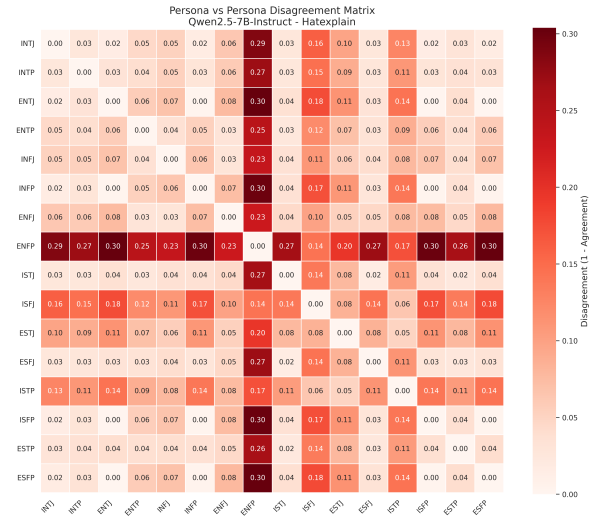 Persona vs Persona Disagreement Matrix
Qwen2.5-7B-Instruct - Hatexplain
INTJ 0.00 0.03 0.02 0.05 0.05 0.02 0.06 0.29 0.03 0.16 0.10 0.03 0.13 0.02 0.03 0.02
INTP 0.03 0.00 0.03 0.04 0.05 0.03 0.06 0.27 0.03 0.15 0.09 0.03 0.11 0.03 0.03 0.03
ENTJ 0.02 0.03 0.00 0.06 0.07 0.00 0.08 0.30 0.04 0.18 0.11 0.03 0.14 0.00 0.04 0.00
ENTP 0.05 0.04 0.06 0.00 0.04 0.05 0.03 0.25 0.03 0.12 0.07 0.03 0.09 0.06 0.04 0.06
INFJ 0.05 0.05 0.07 0.04 0.00 0.06 0.03 0.23 0.04 0.11 0.06 0.04 0.08 0.07 0.04 0.07
INFP 0.02 0.03 0.00 0.05 0.06 0.00 0.07 0.30 0.04 0.17 0.11 0.03 0.14 0.00 0.04 0.00
ENFJ 0.06 0.06 0.08 0.03 0.03 0.07 0.00 0.23 0.04 0.10 0.05 0.05 0.08 0.08 0.05 0.08
ENFP 0.29 0.27 0.30 0.25 0.23 0.30 0.23 0.00 0.27 0.14 0.20 0.27 0.17 0.30 0.26 0.30
ISTJ 0.03 0.03 0.04 0.03 0.04 0.04 0.04 0.27 0.00 0.14 0.08 0.02 0.11 0.04 0.02 0.04
ISFJ 0.16 0.15 0.18 0.12 0.11 0.17 0.10 0.14 0.14 0.00 0.08 0.14 0.06 0.17 0.14 0.18
ESTJ 0.10 0.09 0.11 0.07 0.06 0.11 0.05 0.20 0.08 0.08 0.00 0.08 0.05 0.11 0.08 0.11
ESFJ 0.03 0.03 0.03 0.03 0.04 0.03 0.05 0.27 0.02 0.14 0.08 0.00 0.11 0.03 0.03 0.03
ISTP 0.13 0.11 0.14 0.09 0.08 0.14 0.08 0.17 0.11 0.06 0.05 0.11 0.00 0.14 0.11 0.14
ISFP 0.02 0.03 0.00 0.06 0.07 0.00 0.08 0.30 0.04 0.17 0.11 0.03 0.14 0.00 0.04 0.00
ESTP 0.03 0.03 0.04 0.04 0.04 0.04 0.05 0.26 0.02 0.14 0.08 0.03 0.11 0.04 0.00 0.04
ESFP 0.02 0.03 0.00 0.06 0.07 0.00 0.08 0.30 0.04 0.18 0.11 0.03 0.14 0.00 0.04 0.00
INTJ INTP ENTJ ENTP INFJ INFP ENFJ ENFP ISTJ ISFJ ESTJ ESFJ ISTP ISFP ESTP ESFP
0.30
0.25
0.20
0.15
0.10
0.05
0.00
Disagreement (1 - Agreement)